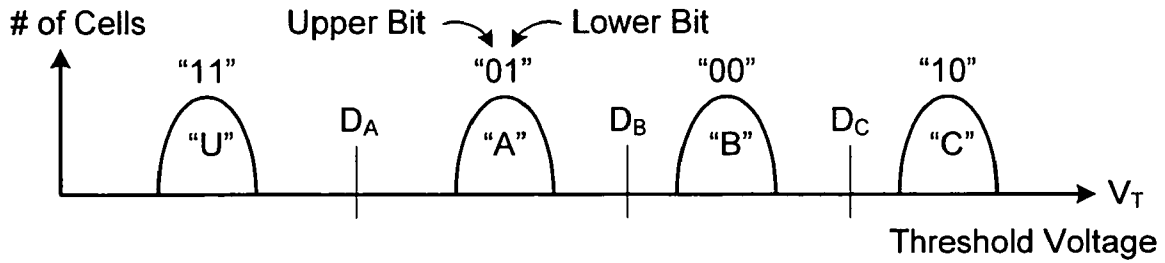 # of Cells
Upper Bit
Lower Bit
“11”
“01”
“00”
“10”
“U”
DA
“A”
DB
“B”
DC
“C”
VT
Threshold Voltage